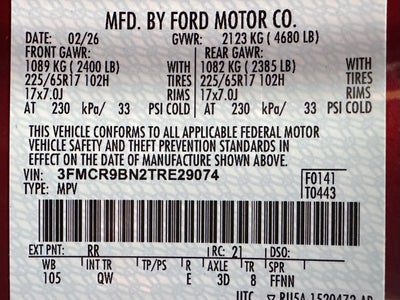 MFD. BY FORD MOTOR CO.
DATE: 02/26 GVWR: 2123 KG ( 4680 LB)
FRONT GAWR: REAR GAWR:
1089 KG ( 2400 LB) WITH 1082 KG ( 2385 LB) WITH
225/65R17 102H TIRES 225/65R17 102H TIRES
17x7.0J RIMS 17x7.0J RIMS
AT 230 kPa/ 33 PSI COLD AT 230 kPa/ 33 PSI COLD
THIS VEHICLE CONFORMS TO ALL APPLICABLE FEDERAL MOTOR
VEHICLE SAFETY AND THEFT PREVENTION STANDARDS IN
EFFECT ON THE DATE OF MANUFACTURE SHOWN ABOVE.
VIN: 3FMCR9BN2TRE29074 F0141
TYPE: MPV T0443
EXT PNT: RR RC: 21 DSO:
WB INT TR TP/PS R AXLE TR SPR
105 QW E 3D 8 FFNN
UTC